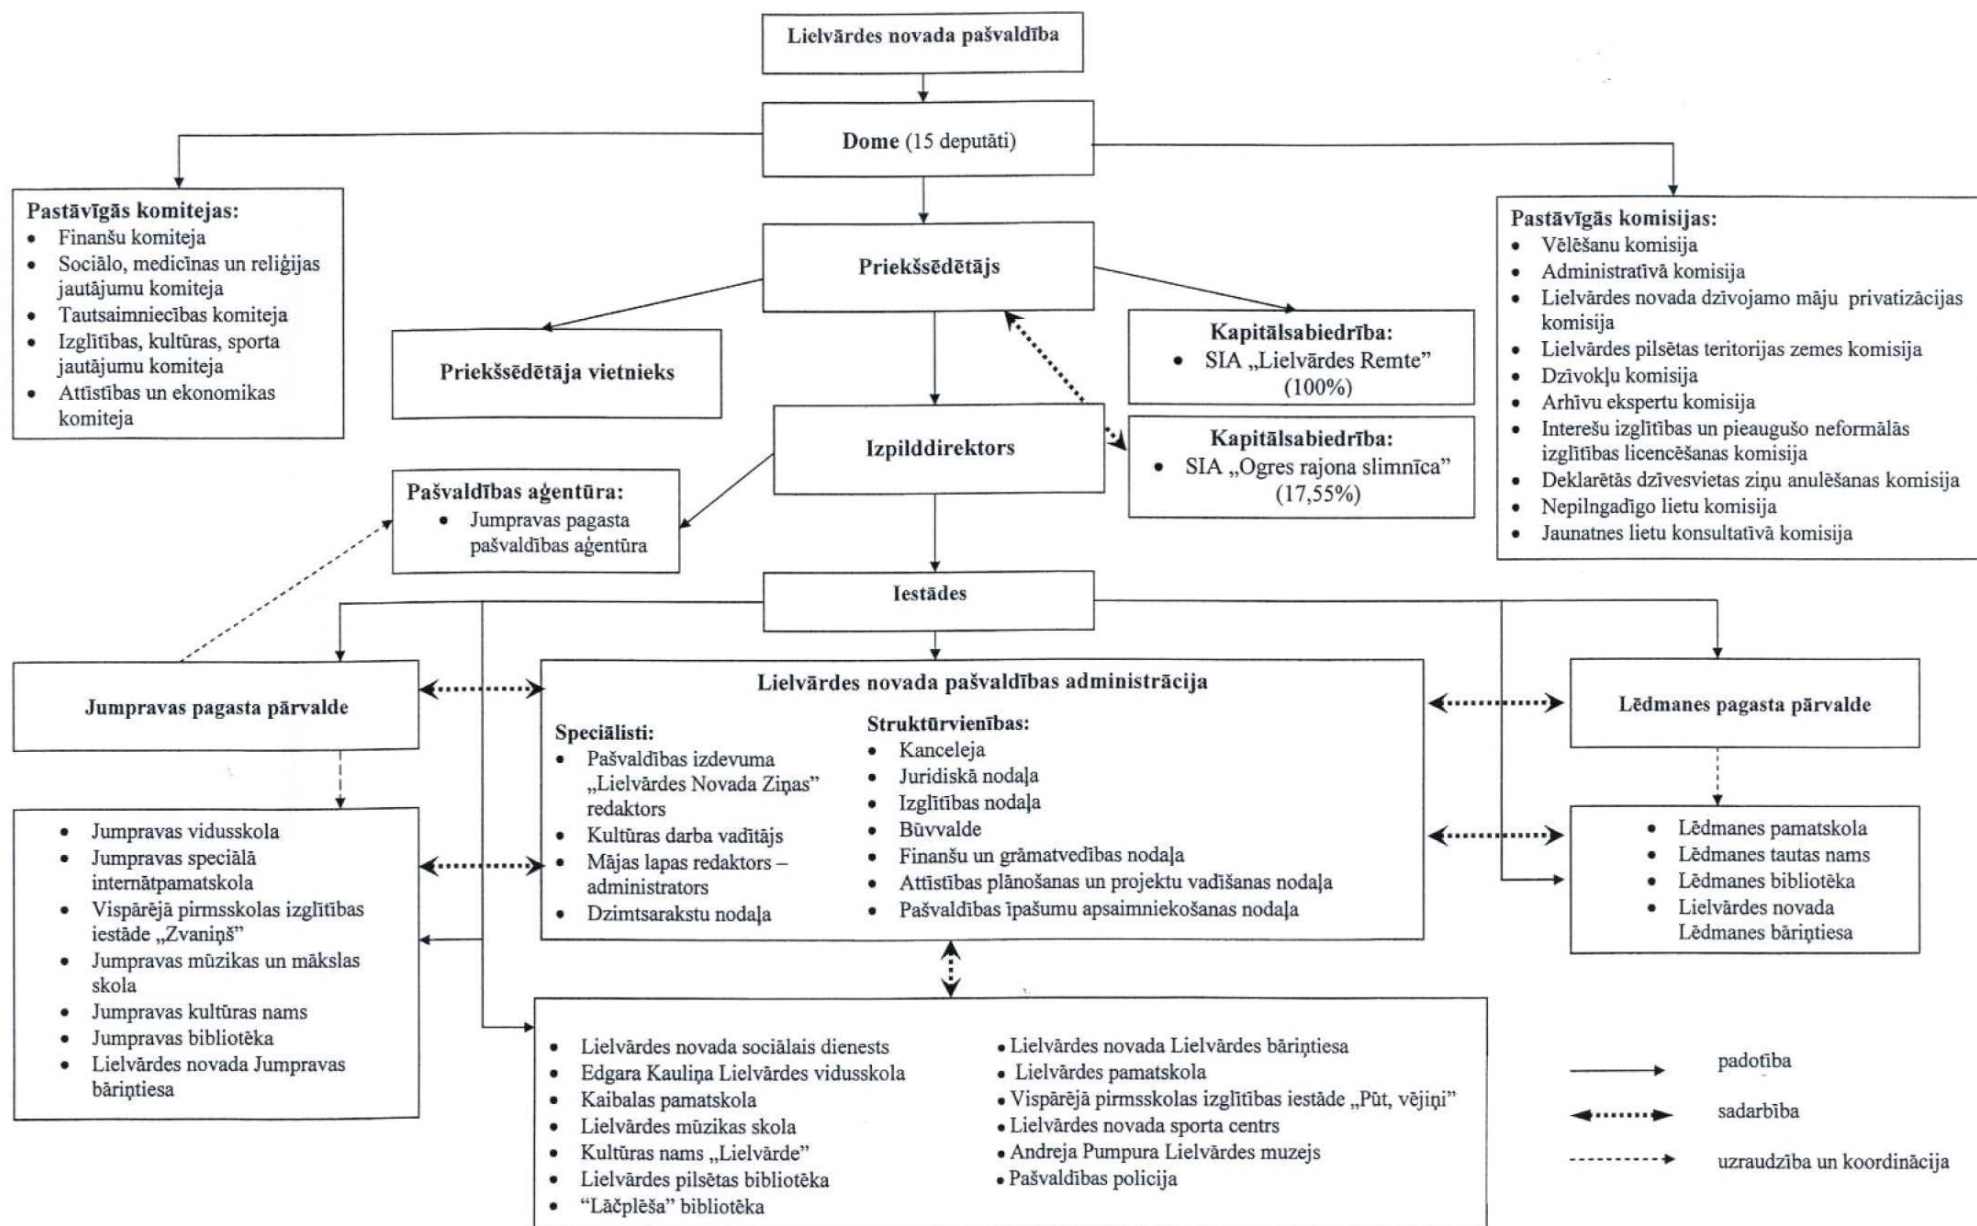 Lielvārdes novada pašvaldība
Dome (15 deputāti)
Pastāvīgās komitejas:
• Finanšu komiteja
• Sociālo, medicīnas un reliģijas
jautājumu komiteja
• Tautsaimniecības komiteja
• Izglītības, kultūras, sporta
jautājumu komiteja
• Attīstības un ekonomikas
komiteja
Priekšsēdētājs
Pastāvīgās komisijas:
• Vēlēšanu komisija
• Administratīvā komisija
• Lielvārdes novada dzīvojamo māju privatizācijas
komisija
• Lielvārdes pilsētas teritorijas zemes komisija
• Dzīvokļu komisija
• Arhīvu ekspertu komisija
• Interešu izglītības un pieaugušo neformālās
izglītības licencēšanas komisija
• Deklarētās dzīvesvietas ziņu anulēšanas komisija
• Nepilngadīgo lietu komisija
• Jaunatnes lietu konsultatīvā komisija
Priekšsēdētāja vietnieks
Kapitālsabiedrība:
• SIA „Lielvārdes Remte”
(100%)
Izpilddirektors
Kapitālsabiedrība:
• SIA „Ogres rajona slimnīca”
(17,55%)
Pašvaldības aģentūra:
• Jumpravas pagasta
pašvaldības aģentūra
Iestādes
Jumpravas pagasta pārvalde
Lielvārdes novada pašvaldības administrācija
Speciālisti:
• Pašvaldības izdevuma
„Lielvārdes Novada Ziņas”
redaktors
• Kultūras darba vadītājs
• Mājas lapas redaktors –
administrators
• Dzimtsarakstu nodaļa
Struktūrvienības:
• Kanceleja
• Juridiskā nodaļa
• Izglītības nodaļa
• Būvvalde
• Finanšu un grāmatvedības nodaļa
• Attīstības plānošanas un projektu vadīšanas nodaļa
• Pašvaldības īpašumu apsaimniekošanas nodaļa
Lēdmanes pagasta pārvalde
• Jumpravas vidusskola
• Jumpravas speciālā
internātpamatskola
• Vispārējā pirmsskolas izglītības
iestāde „Zvaniņš”
• Jumpravas mūzikas un mākslas
skola
• Jumpravas kultūras nams
• Jumpravas bibliotēka
• Lielvārdes novada Jumpravas
bāriņtiesa
• Lēdmanes pamatskola
• Lēdmanes tautas nams
• Lēdmanes bibliotēka
• Lielvārdes novada
Lēdmanes bāriņtiesa
• Lielvārdes novada sociālais dienests
• Edgara Kauliņa Lielvārdes vidusskola
• Kaibalas pamatskola
• Lielvārdes mūzikas skola
• Kultūras nams „Lielvārde”
• Lielvārdes pilsētas bibliotēka
• “Lāčplēša” bibliotēka
• Lielvārdes novada Lielvārdes bāriņtiesa
• Lielvārdes pamatskola
• Vispārējā pirmsskolas izglītības iestāde „Pūt, vējiņi”
• Lielvārdes novada sporta centrs
• Andreja Pumpura Lielvārdes muzejs
• Pašvaldības policija
padotība
sadarbība
uzraudzība un koordinācija